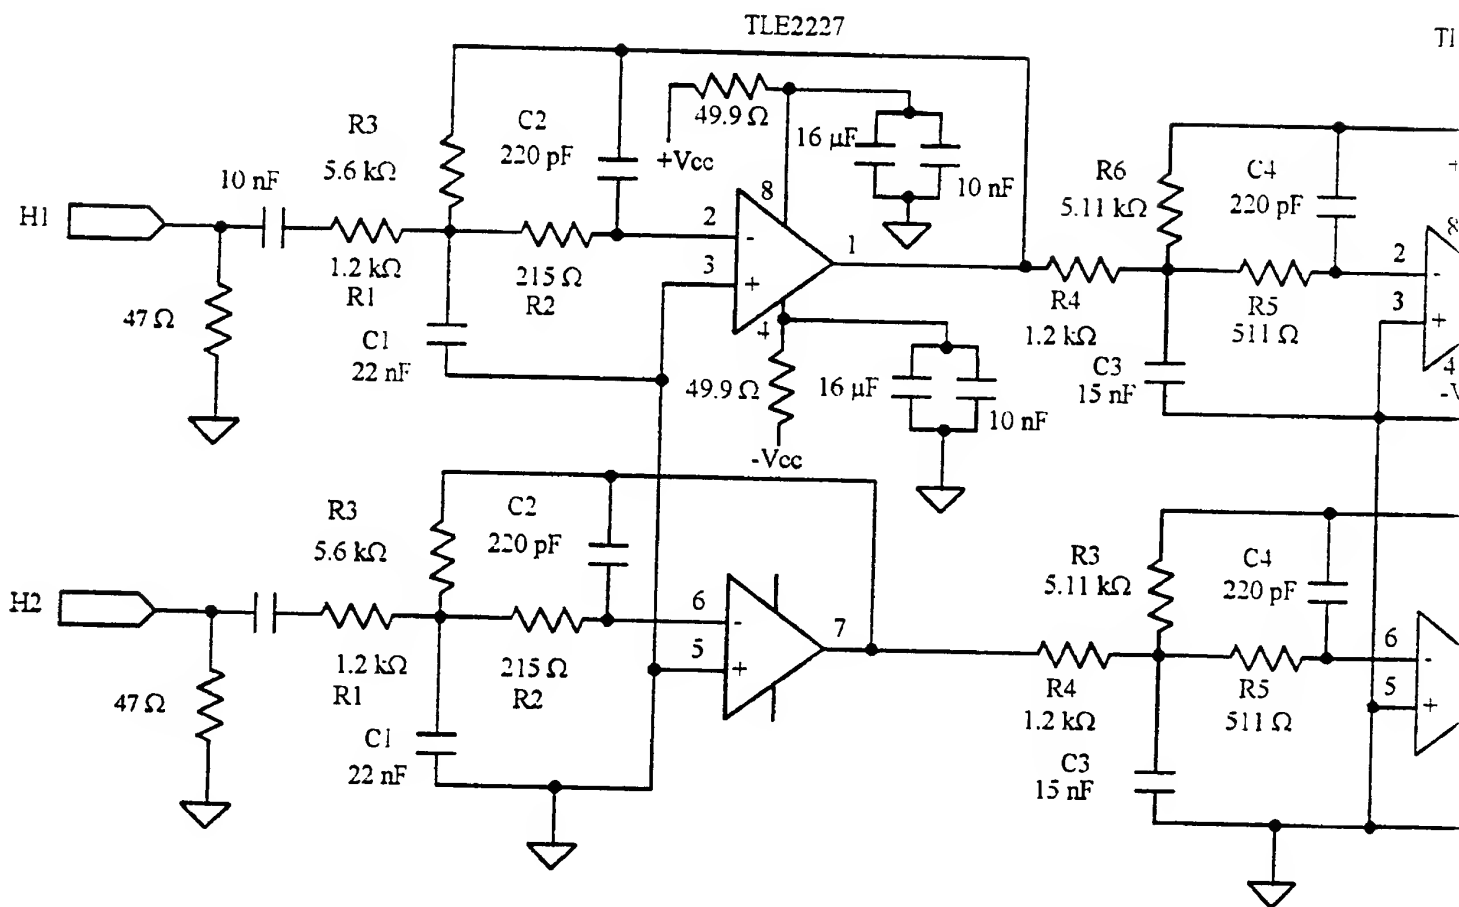 TLE2227
49.9 Ω
+Vcc
16 µF
10 nF
R3
5.6 kΩ
C2
220 pF
10 nF
H1
1.2 kΩ
R1
215 Ω
R2
47 Ω
C1
22 nF
2
3
8
1
4
49.9 Ω
-Vcc
16 µF
10 nF
R6
5.11 kΩ
C4
220 pF
+
R4
1.2 kΩ
R5
511 Ω
C3
15 nF
2
3
8
4
-V
-
+
-
+
R3
5.6 kΩ
C2
220 pF
H2
1.2 kΩ
R1
215 Ω
R2
47 Ω
C1
22 nF
6
5
7
-
+
R3
5.11 kΩ
C4
220 pF
R4
1.2 kΩ
R5
511 Ω
C3
15 nF
6
5
-
+